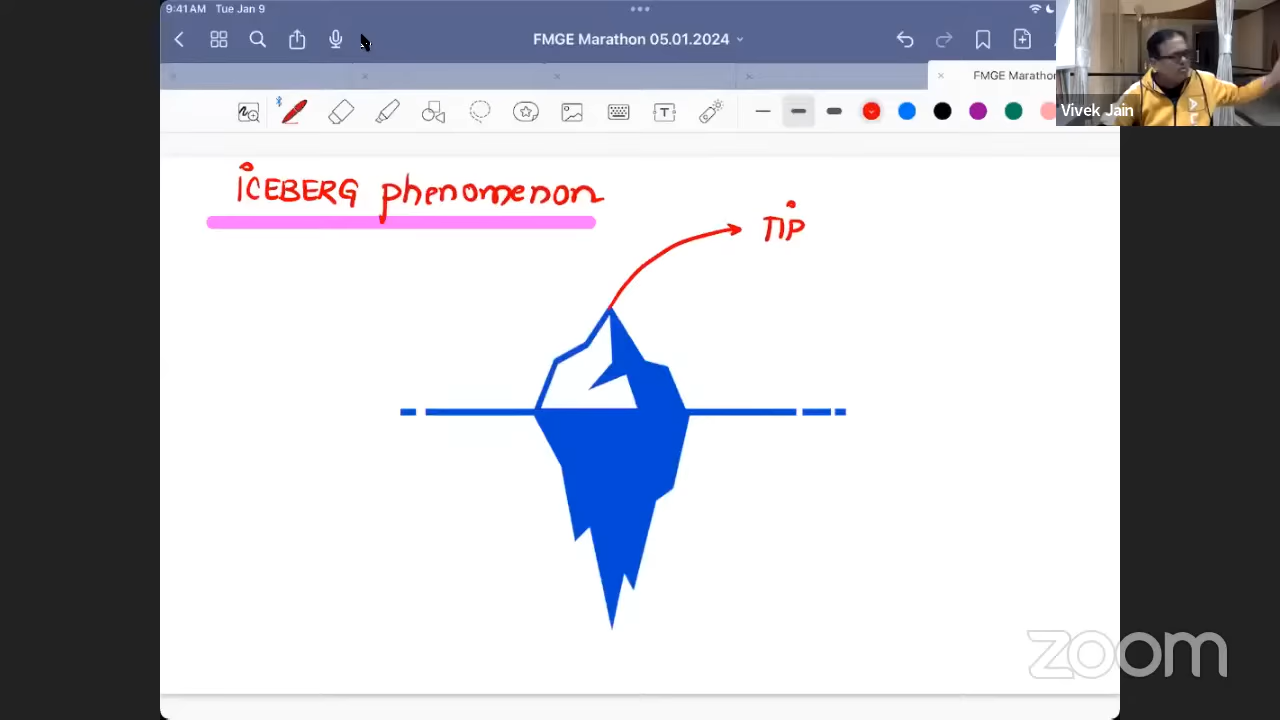 9:41 AM Tue Jan 9
FMGE Marathon 05.01.2024
FMGE Marathon
Vivek Jain
iCEBERG phenomenon
TiP
zoom